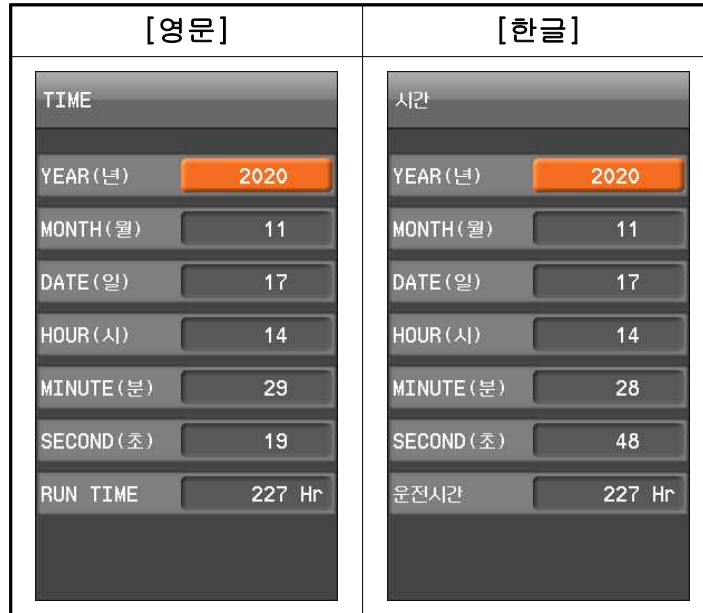 [영문] [한글]
TIME
YEAR(년) 2020
MONTH(월) 11
DATE(일) 17
HOUR(시) 14
MINUTE(분) 29
SECOND(초) 19
RUN TIME 227 Hr
시간
YEAR(년) 2020
MONTH(월) 11
DATE(일) 17
HOUR(시) 14
MINUTE(분) 28
SECOND(초) 48
운전시간 227 Hr